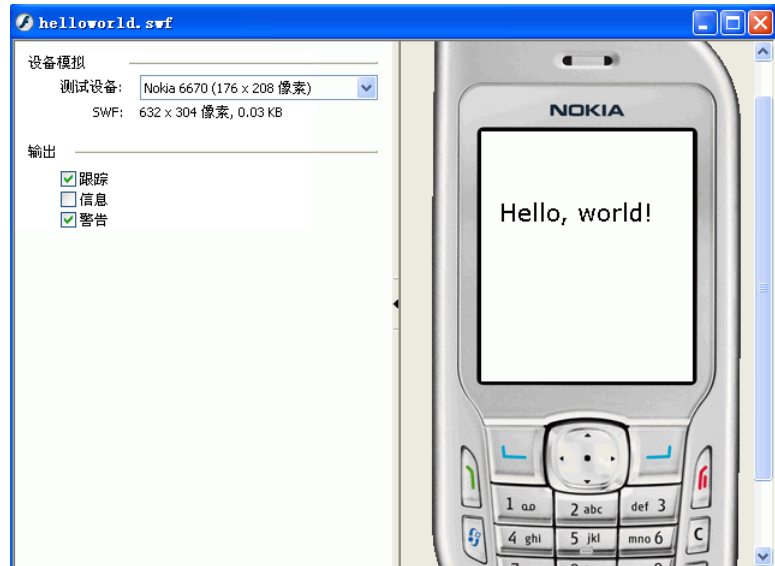 helloworld.swf
设备模拟
测试设备: Nokia 6670 (176 x 208 像素)
SWF: 632 x 304 像素, 0.03 KB
输出
跟踪
信息
警告
NOKIA
Hello, world!
1 2 abc def 3
4 ghi 5 jkl mno 6 C